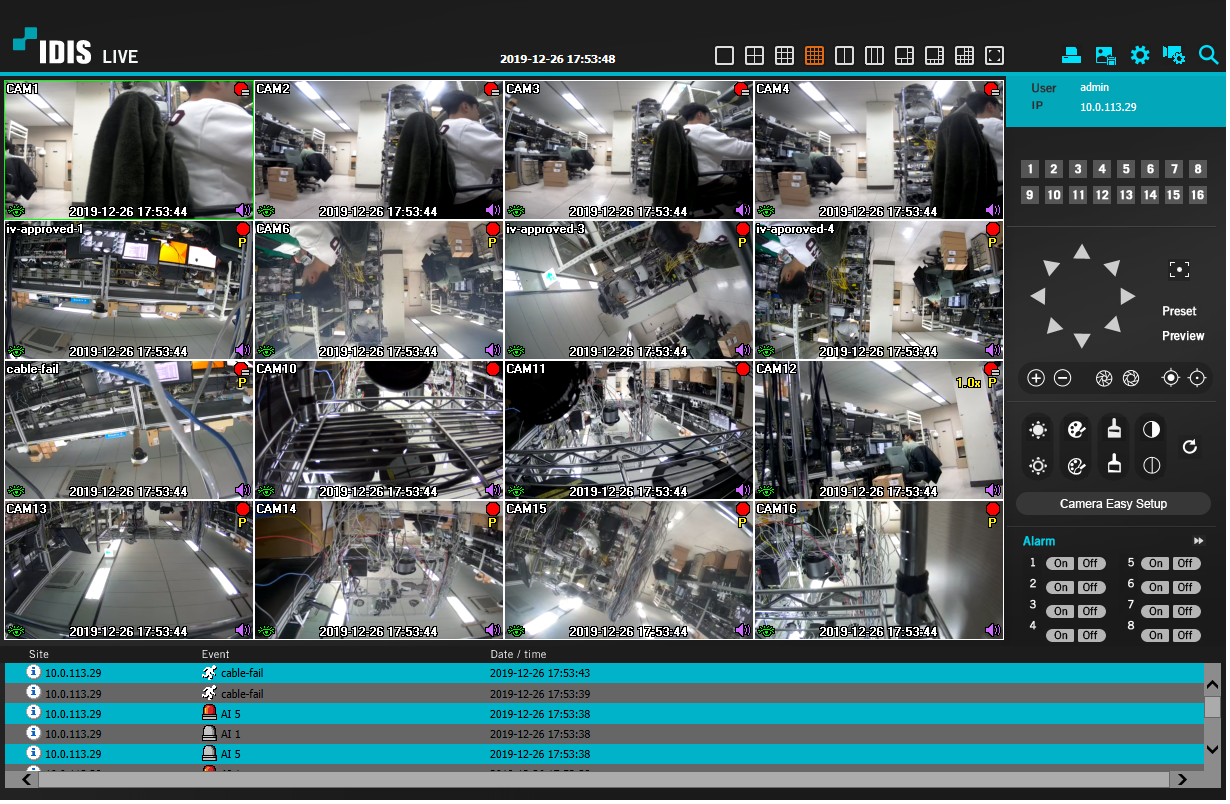 IDIS LIVE
2019-12-26 17:53:48
User admin
IP 10.0.113.29
CAM1 CAM2 CAM3 CAM4
2019-12-26 17:53:44 2019-12-26 17:53:44 2019-12-26 17:53:44 2019-12-26 17:53:44
iv-approved-1 CAM6 iv-approved-3 iv-aporoved-4
P P P P
2019-12-26 17:53:44 2019-12-26 17:53:44 2019-12-26 17:53:44 2019-12-26 17:53:44
cable-fail CAM10 CAM11 CAM12
P 1.0x P
2019-12-26 17:53:44 2019-12-26 17:53:44 2019-12-26 17:53:44 2019-12-26 17:53:44
CAM13 CAM14 CAM15 CAM16
P P P P
2019-12-26 17:53:44 2019-12-26 17:53:44 2019-12-26 17:53:44 2019-12-26 17:53:44
1 2 3 4 5 6 7 8
9 10 11 12 13 14 15 16
Preset
Preview
Camera Easy Setup
Alarm
1 On Off 5 On Off
2 On Off 6 On Off
3 On Off 7 On Off
4 On Off 8 On Off
Site Event Date / time
10.0.113.29 cable-fail 2019-12-26 17:53:43
10.0.113.29 cable-fail 2019-12-26 17:53:39
10.0.113.29 AI 5 2019-12-26 17:53:38
10.0.113.29 AI 1 2019-12-26 17:53:38
10.0.113.29 AI 5 2019-12-26 17:53:38